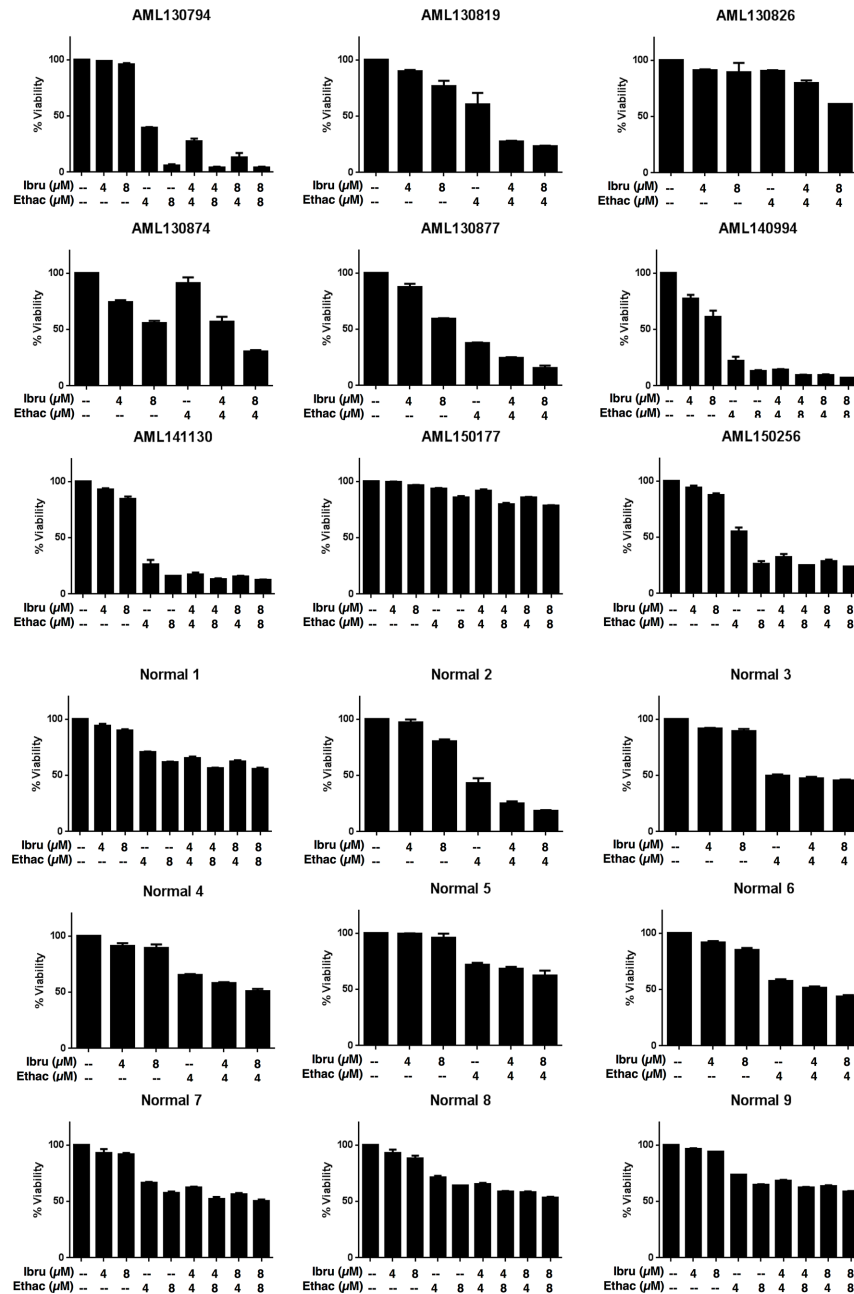 AML130794
% Viability
100
50
0
Ibru (µM) -- 4 8 -- -- 4 4 8 8
Ethac (µM) -- -- -- 4 8 4 8 4 8
AML130819
% Viability
100
50
0
Ibru (µM) -- 4 8 -- 4 8
Ethac (µM) -- -- -- 4 4 4
AML130826
% Viability
100
50
0
Ibru (µM) -- 4 8 -- 4 8
Ethac (µM) -- -- -- 4 4 4
AML130874
% Viability
100
50
0
Ibru (µM) -- 4 8 -- 4 8
Ethac (µM) -- -- -- 4 4 4
AML130877
% Viability
100
50
0
Ibru (µM) -- 4 8 -- 4 8
Ethac (µM) -- -- -- 4 4 4
AML140994
% Viability
100
50
0
Ibru (µM) -- 4 8 -- -- 4 4 8 8
Ethac (µM) -- -- -- 4 8 4 8 4 8
AML141130
% Viability
100
50
0
Ibru (µM) -- 4 8 -- -- 4 4 8 8
Ethac (µM) -- -- -- 4 8 4 8 4 8
AML150177
% Viability
100
50
0
Ibru (µM) -- 4 8 -- -- 4 4 8 8
Ethac (µM) -- -- -- 4 8 4 8 4 8
AML150256
% Viability
100
50
0
Ibru (µM) -- 4 8 -- -- 4 4 8 8
Ethac (µM) -- -- -- 4 8 4 8 4 8
Normal 1
% Viability
100
50
0
Ibru (µM) -- 4 8 -- -- 4 4 8 8
Ethac (µM) -- -- -- 4 8 4 8 4 8
Normal 2
% Viability
100
50
0
Ibru (µM) -- 4 8 -- 4 8
Ethac (µM) -- -- -- 4 4 4
Normal 3
% Viability
100
50
0
Ibru (µM) -- 4 8 -- 4 8
Ethac (µM) -- -- -- 4 4 4
Normal 4
% Viability
100
50
0
Ibru (µM) -- 4 8 -- 4 8
Ethac (µM) -- -- -- 4 4 4
Normal 5
% Viability
100
50
0
Ibru (µM) -- 4 8 -- 4 8
Ethac (µM) -- -- -- 4 4 4
Normal 6
% Viability
100
50
0
Ibru (µM) -- 4 8 -- 4 8
Ethac (µM) -- -- -- 4 4 4
Normal 7
% Viability
100
50
0
Ibru (µM) -- 4 8 -- -- 4 4 8 8
Ethac (µM) -- -- -- 4 8 4 8 4 8
Normal 8
% Viability
100
50
0
Ibru (µM) -- 4 8 -- -- 4 4 8 8
Ethac (µM) -- -- -- 4 8 4 8 4 8
Normal 9
% Viability
100
50
0
Ibru (µM) -- 4 8 -- -- 4 4 8 8
Ethac (µM) -- -- -- 4 8 4 8 4 8